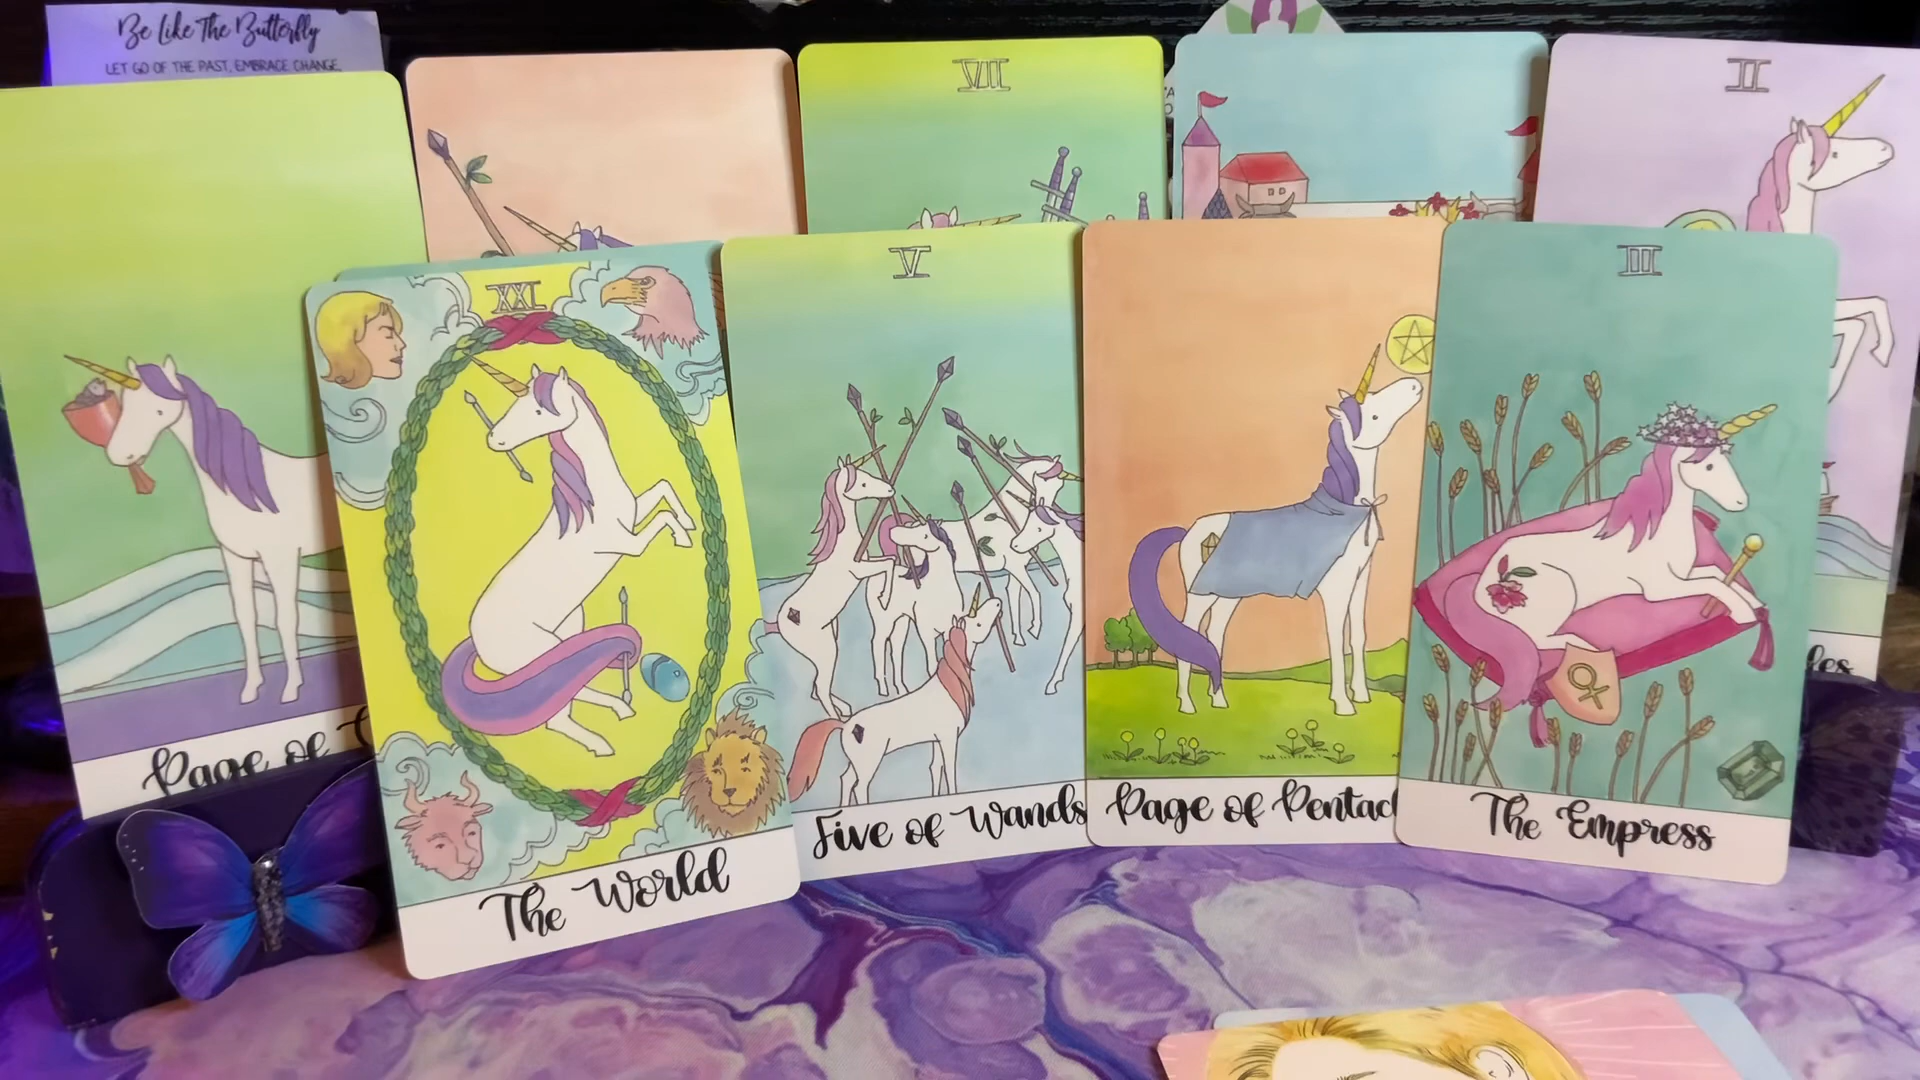 Be Like The Butterfly
LET GO OF THE PAST, EMBRACE CHANGE,
VII
II
XXI
V
III
Page of
The World
Five of Wands
Page of Pentac
The Empress
les